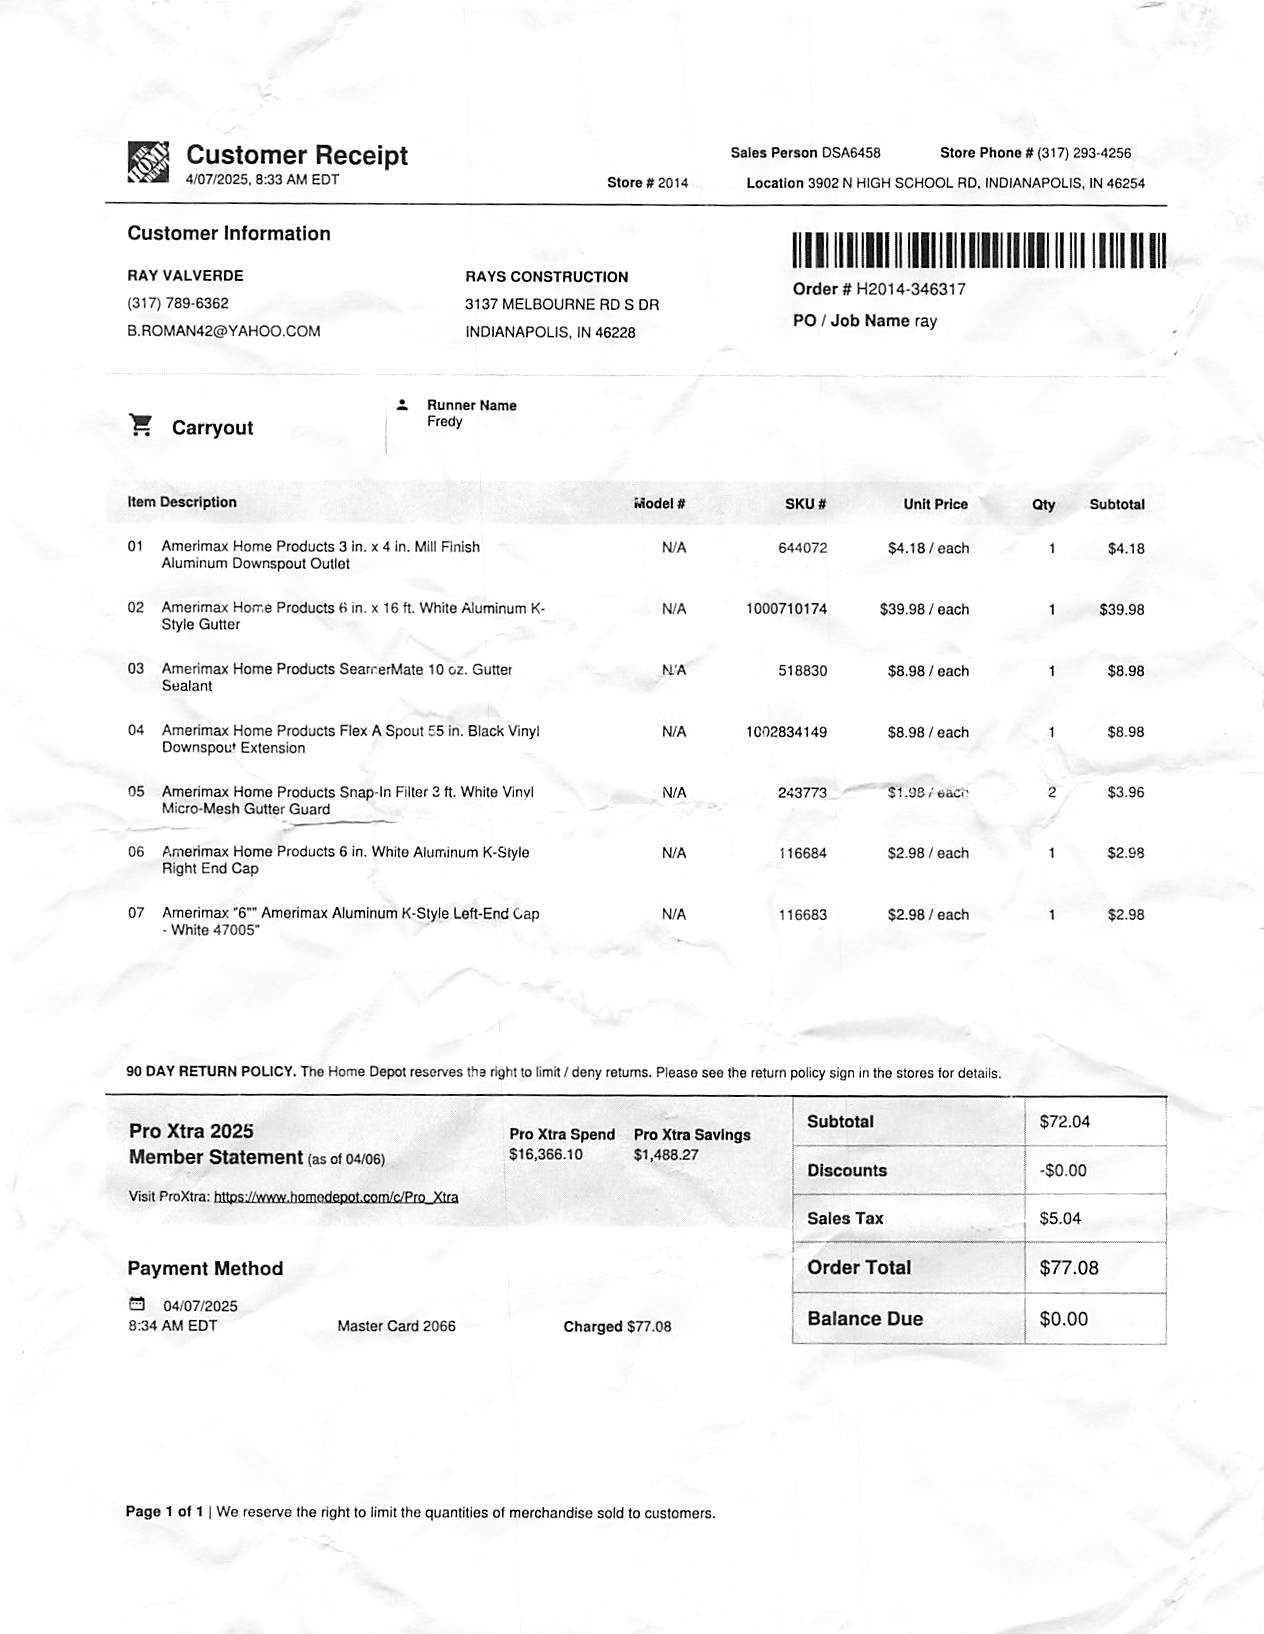 THE HOME DEPOT
Customer Receipt
4/07/2025, 8:33 AM EDT
Sales Person DSA6458 Store Phone # (317) 293-4256
Store # 2014 Location 3902 N HIGH SCHOOL RD, INDIANAPOLIS, IN 46254
Customer Information
RAY VALVERDE
(317) 789-6362
B.ROMAN42@YAHOO.COM
RAYS CONSTRUCTION
3137 MELBOURNE RD S DR
INDIANAPOLIS, IN 46228
Order # H2014-346317
PO / Job Name ray
Carryout
Runner Name
Fredy
Item Description Model # SKU # Unit Price Qty Subtotal
01 Amerimax Home Products 3 in. x 4 in. Mill Finish N/A 644072 $4.18 / each 1 $4.18
Aluminum Downspout Outlet
02 Amerimax Home Products 6 in. x 16 ft. White Aluminum K- N/A 1000710174 $39.98 / each 1 $39.98
Style Gutter
03 Amerimax Home Products SeamerMate 10 oz. Gutter N/A 518830 $8.98 / each 1 $8.98
Sealant
04 Amerimax Home Products Flex A Spout 55 in. Black Vinyl N/A 1002834149 $8.98 / each 1 $8.98
Downspout Extension
05 Amerimax Home Products Snap-In Filter 3 ft. White Vinyl N/A 243773 $1.98 / each 2 $3.96
Micro-Mesh Gutter Guard
06 Amerimax Home Products 6 in. White Aluminum K-Style N/A 116684 $2.98 / each 1 $2.98
Right End Cap
07 Amerimax "6"" Amerimax Aluminum K-Style Left-End Cap N/A 116683 $2.98 / each 1 $2.98
- White 47005"
90 DAY RETURN POLICY. The Home Depot reserves the right to limit / deny returns. Please see the return policy sign in the stores for details.
Pro Xtra 2025
Member Statement (as of 04/06)
Visit ProXtra: https://www.homedepot.com/c/Pro_Xtra
Pro Xtra Spend Pro Xtra Savings
$16,366.10 $1,488.27
Subtotal $72.04
Discounts -$0.00
Sales Tax $5.04
Order Total $77.08
Balance Due $0.00
Payment Method
04/07/2025
8:34 AM EDT Master Card 2066 Charged $77.08
Page 1 of 1 | We reserve the right to limit the quantities of merchandise sold to customers.